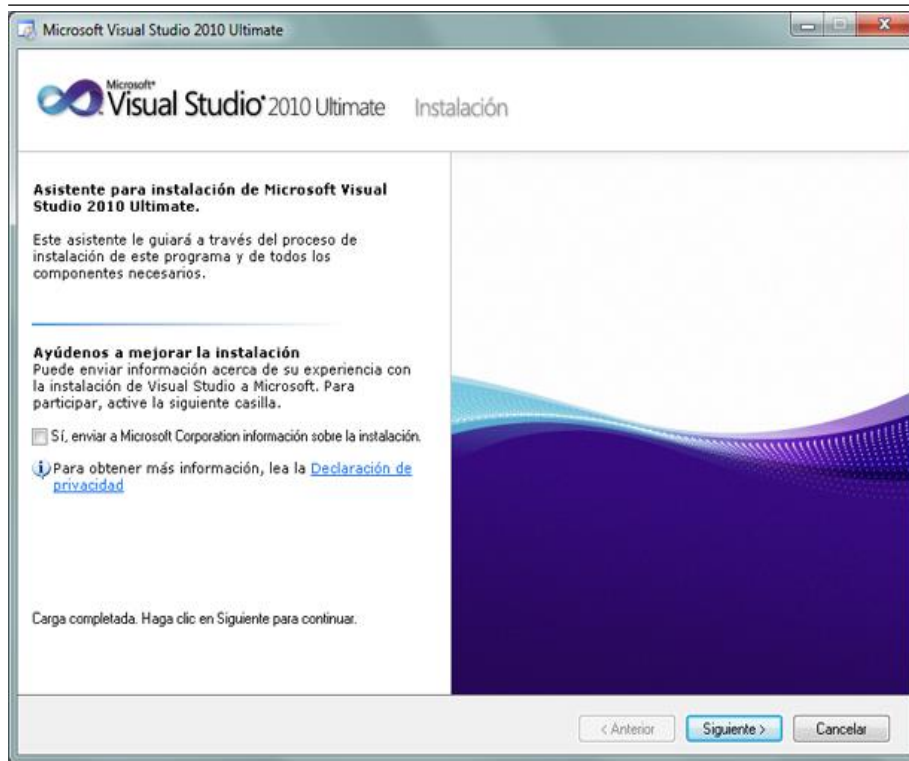 Microsoft Visual Studio 2010 Ultimate
Microsoft®
Visual Studio® 2010 Ultimate Instalación
Asistente para instalación de Microsoft Visual
Studio 2010 Ultimate.
Este asistente le guiará a través del proceso de
instalación de este programa y de todos los
componentes necesarios.
Ayúdenos a mejorar la instalación
Puede enviar información acerca de su experiencia con
la instalación de Visual Studio a Microsoft. Para
participar, active la siguiente casilla.
Sí, enviar a Microsoft Corporation información sobre la instalación.
Para obtener más información, lea la Declaración de
privacidad
Carga completada. Haga clic en Siguiente para continuar.
< Anterior Siguiente > Cancelar